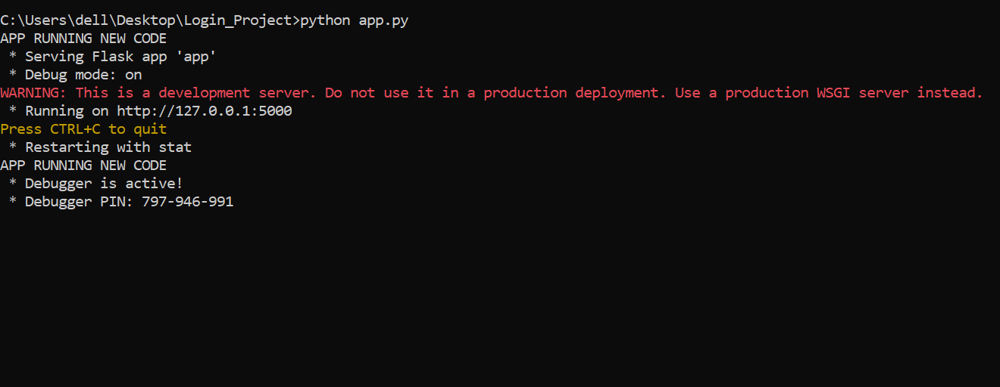 C:\Users\dell\Desktop\Login_Project>python app.py
APP RUNNING NEW CODE
 * Serving Flask app 'app'
 * Debug mode: on
WARNING: This is a development server. Do not use it in a production deployment. Use a production WSGI server instead.
 * Running on http://127.0.0.1:5000
Press CTRL+C to quit
 * Restarting with stat
APP RUNNING NEW CODE
 * Debugger is active!
 * Debugger PIN: 797-946-991